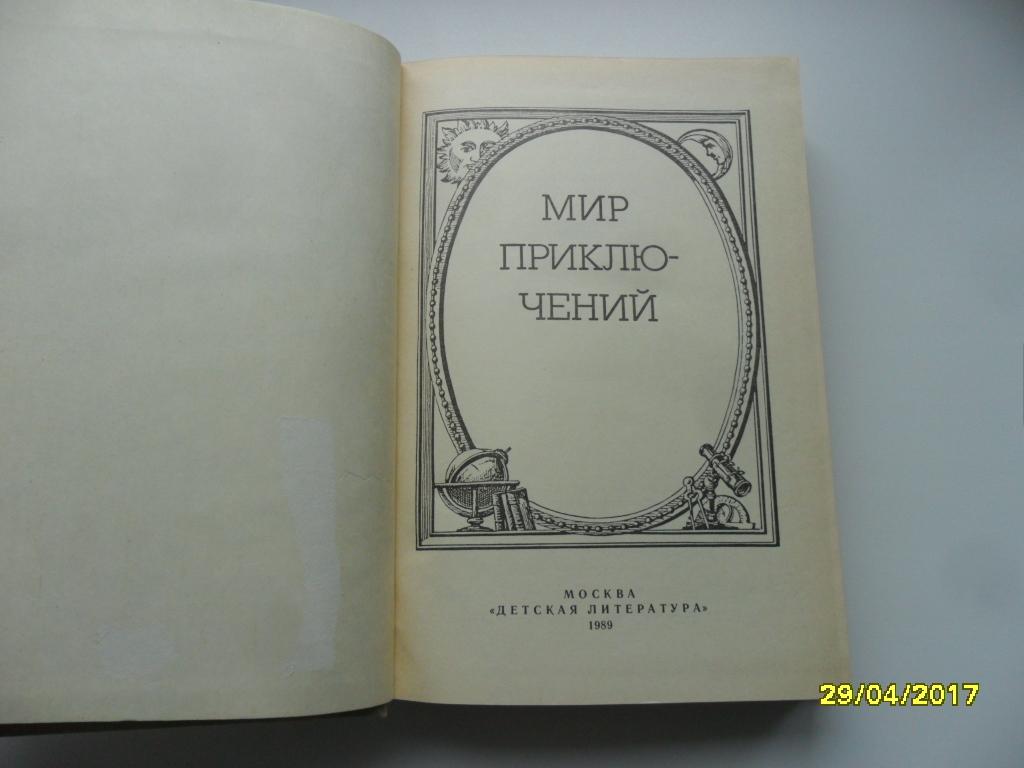 МИР
ПРИКЛЮ-
ЧЕНИЙ
МОСКВА
«ДЕТСКАЯ ЛИТЕРАТУРА»
1989
29/04/2017